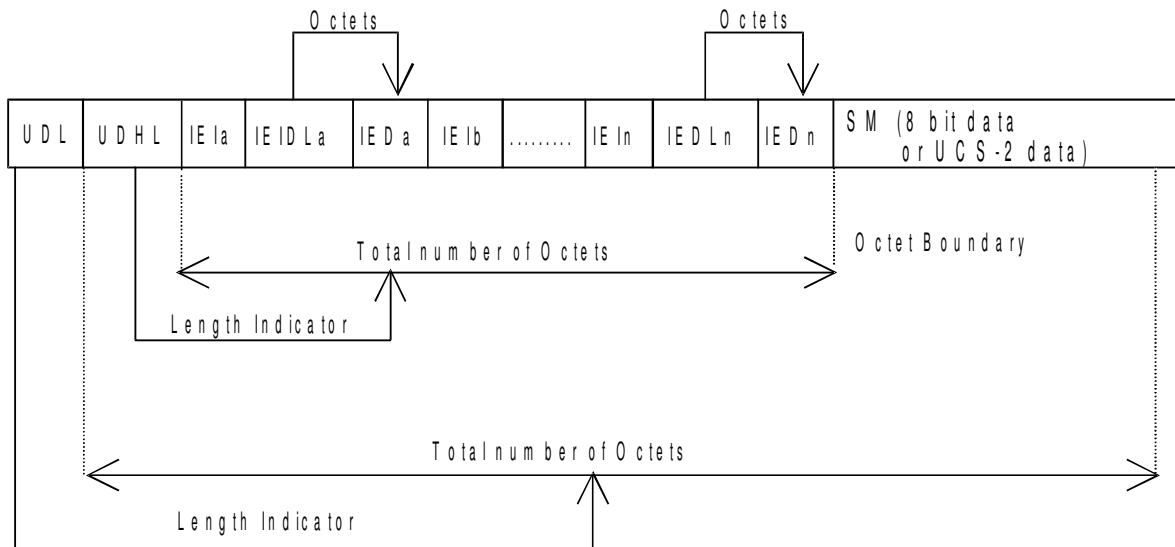 Octets Octets
UDL UDHL IEIa IEIDLa IEDa IEIb ......... IEIn IEDLn IEDn SM (8 bit data
or UCS-2 data)
Total number of Octets Octet Boundary
Length Indicator
Total number of Octets
Length Indicator